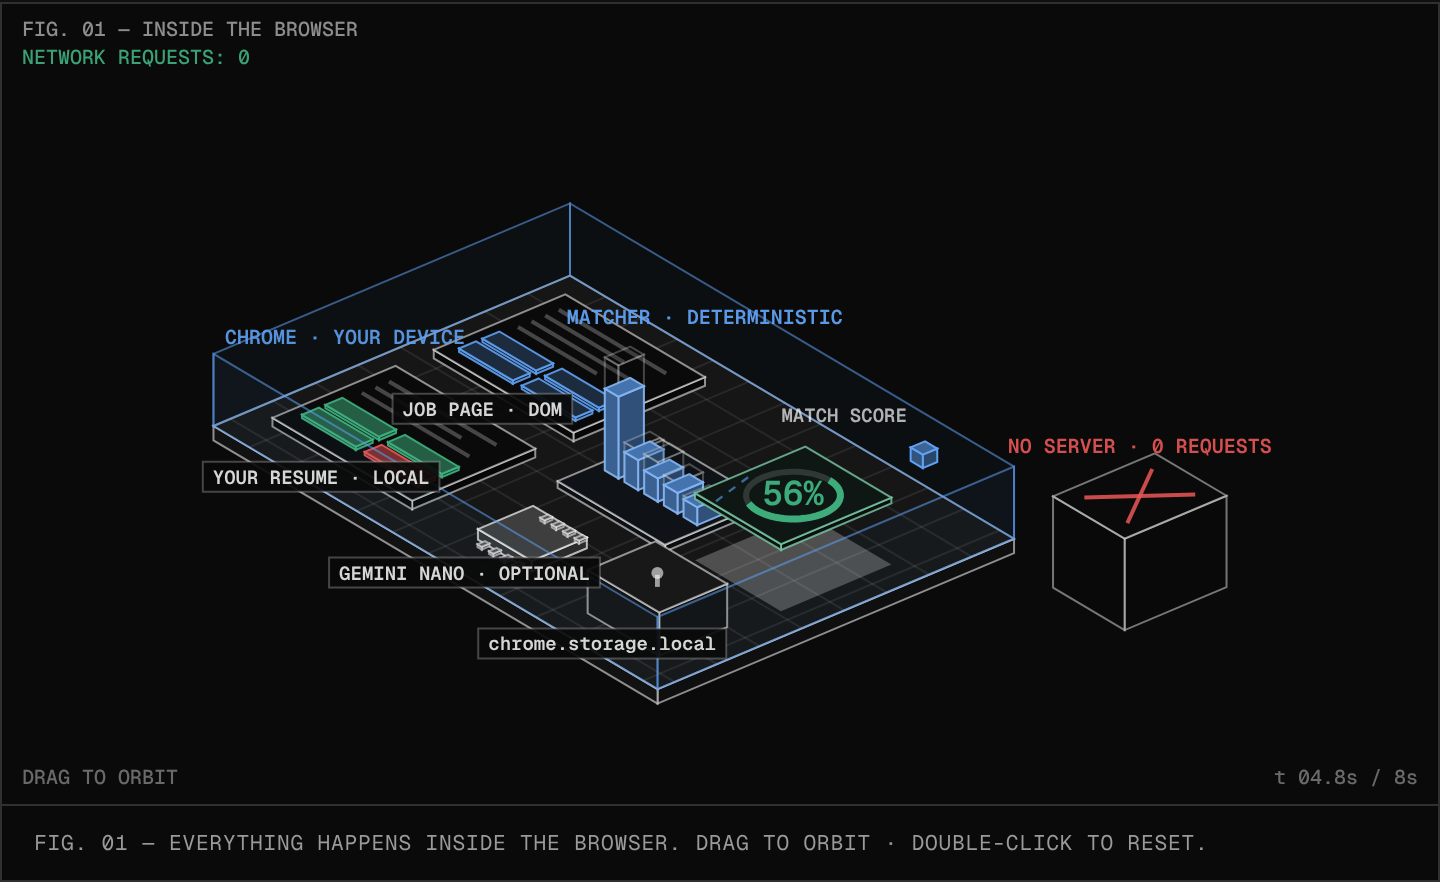 FIG. 01 — INSIDE THE BROWSER
NETWORK REQUESTS: 0
MATCHER · DETERMINISTIC
CHROME · YOUR DEVICE
JOB PAGE · DOM
MATCH SCORE
NO SERVER · 0 REQUESTS
YOUR RESUME · LOCAL
56%
GEMINI NANO · OPTIONAL
chrome.storage.local
DRAG TO ORBIT
t 04.8s / 8s
FIG. 01 — EVERYTHING HAPPENS INSIDE THE BROWSER. DRAG TO ORBIT · DOUBLE-CLICK TO RESET.